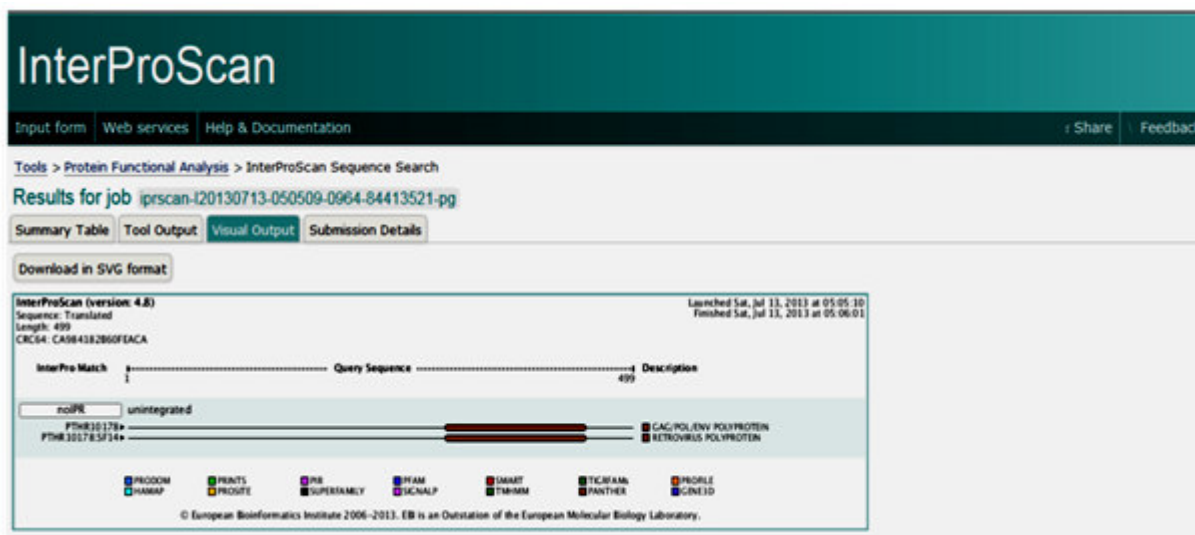 InterProScan
Input form Web services Help & Documentation Share Feedbac
Tools > Protein Functional Analysis > InterProScan Sequence Search
Results for job iprscan-I20130713-050509-0964-84413521-pg
Summary Table Tool Output Visual Output Submission Details
Download in SVG format
InterProScan (version: 4.8) Launched Sat, Jul 13, 2013 at 05:05:10
Sequence: Translated Finished Sat, Jul 13, 2013 at 05:06:01
Length: 499
CRC64: CA984182B60FEACA
InterPro Match Query Sequence Description
1 499
noIPR unintegrated
PTHR10178 GAG/POL/ENV POLYPROTEIN
PTHR10178:SF14 RETROVIRUS POLYPROTEIN
PRODOM PRINTS PIR PFAM SMART TIGRFAMs PROFILE
HAMAP PROSITE SUPERFAMILY SIGNALP TMHMM PANTHER GENE3D
© European Bioinformatics Institute 2006-2013. EBI is an Outstation of the European Molecular Biology Laboratory.